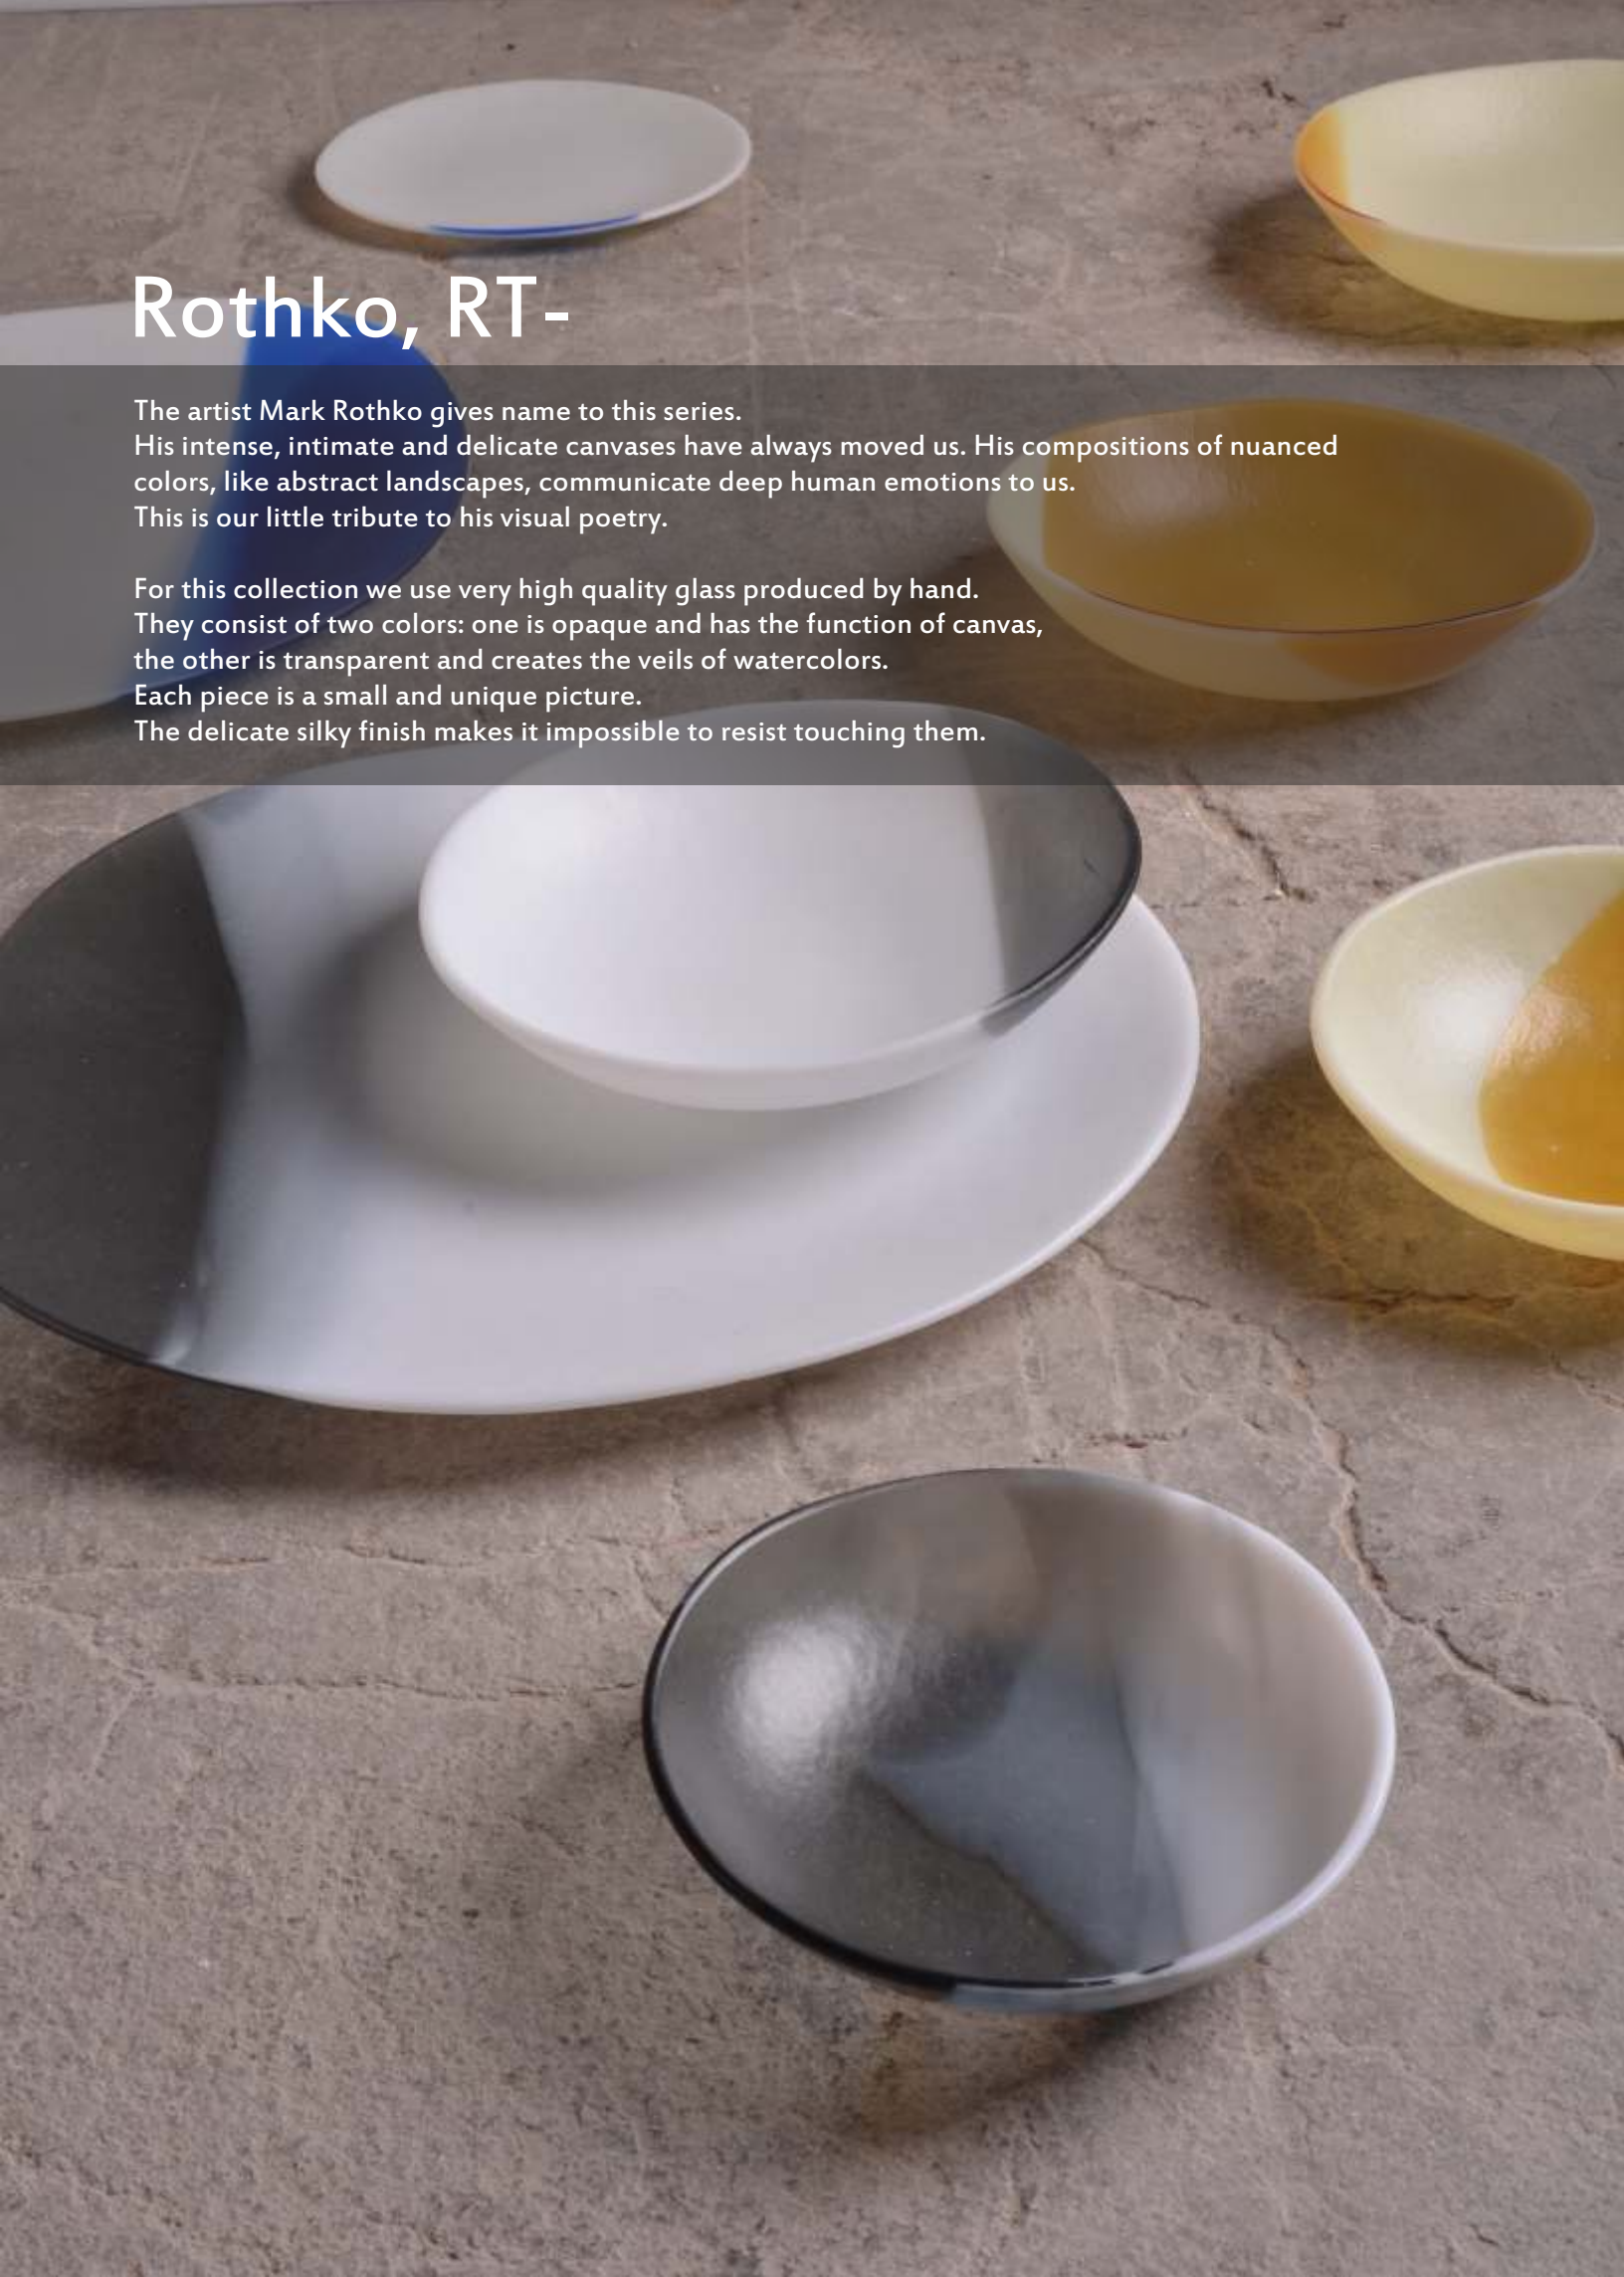 Rothko, RT-
The artist Mark Rothko gives name to this series.
His intense, intimate and delicate canvases have always moved us. His compositions of nuanced
colors, like abstract landscapes, communicate deep human emotions to us.
This is our little tribute to his visual poetry.
For this collection we use very high quality glass produced by hand.
They consist of two colors: one is opaque and has the function of canvas,
the other is transparent and creates the veils of watercolors.
Each piece is a small and unique picture.
The delicate silky finish makes it impossible to resist touching them.